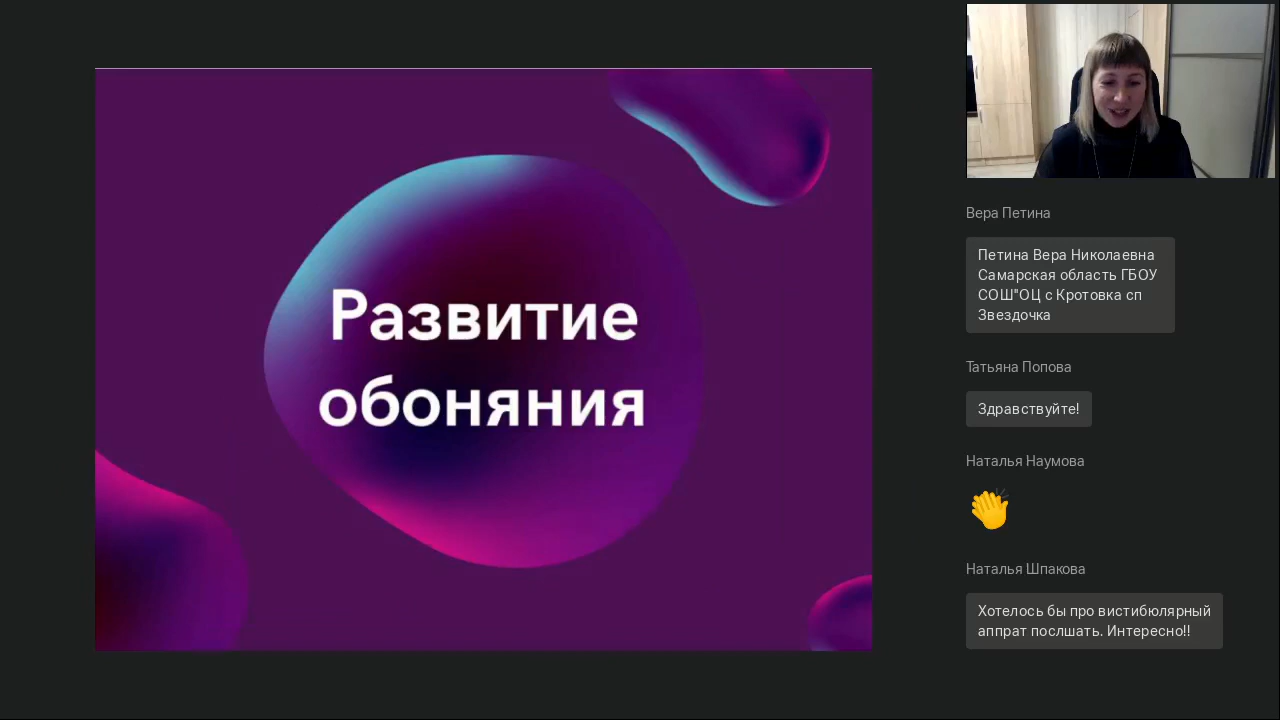 Развитие
обоняния
Вера Петина
Петина Вера Николаевна
Самарская область ГБОУ
СОШ"ОЦ с Кротовка сп
Звездочка
Татьяна Попова
Здравствуйте!
Наталья Наумова
Наталья Шпакова
Хотелось бы про вистибюлярный
аппрат послшать. Интересно!!